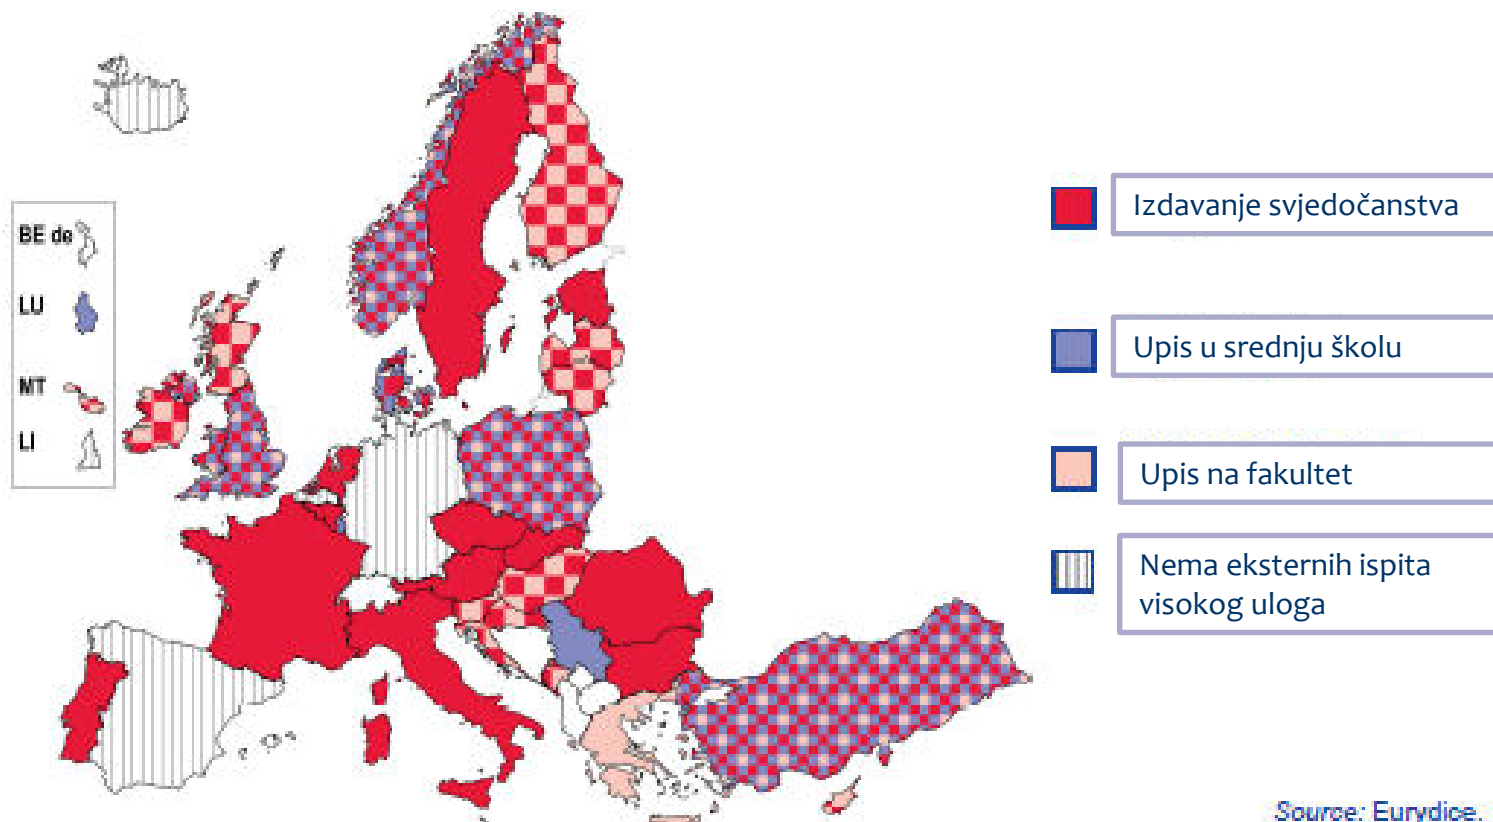 BE de
LU
MT
LI
Izdavanje svjedočanstva
Upis u srednju školu
Upis na fakultet
Nema eksternih ispita
visokog uloga
Source: Eurydice.